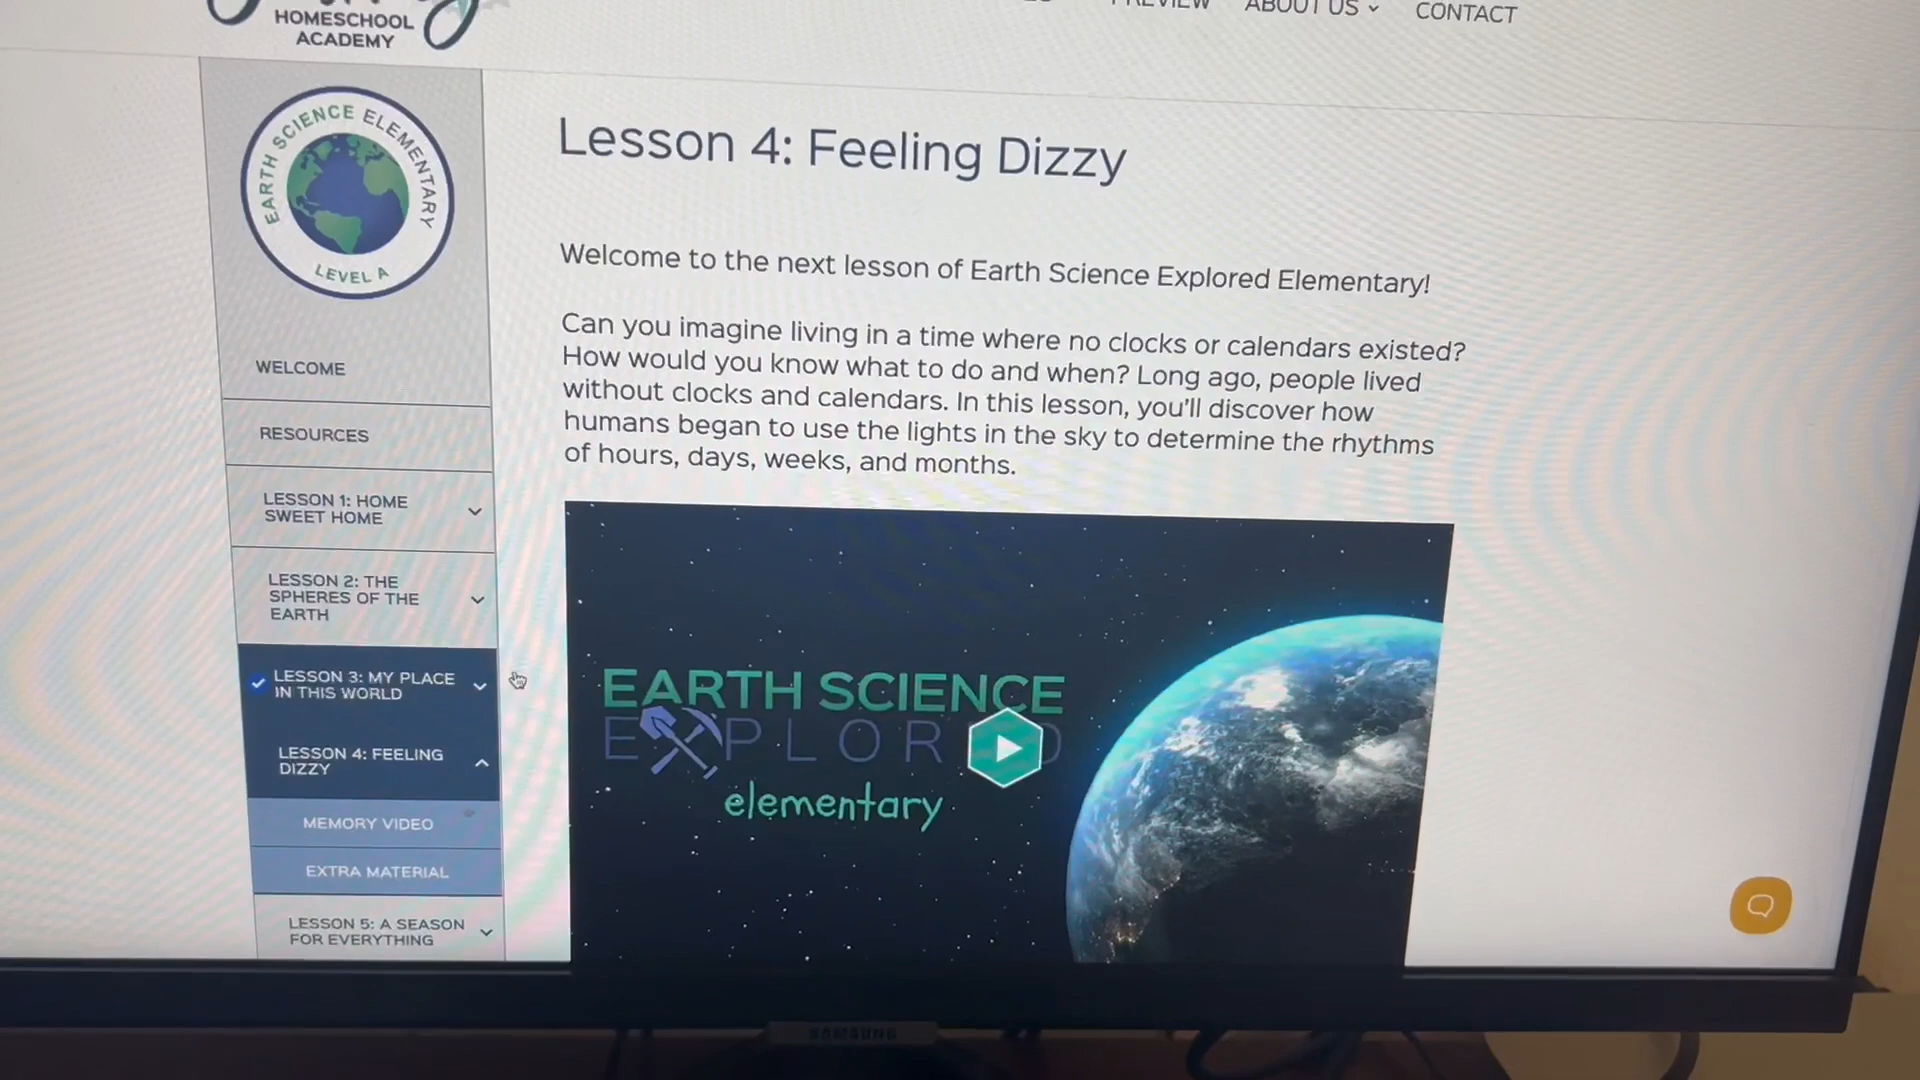 HOMESCHOOL
ACADEMY
ABOUT US
CONTACT
EARTH SCIENCE ELEMENTARY
LEVEL A
WELCOME
RESOURCES
LESSON 1: HOME
SWEET HOME
LESSON 2: THE
SPHERES OF THE
EARTH
LESSON 3: MY PLACE
IN THIS WORLD
LESSON 4: FEELING
DIZZY
MEMORY VIDEO
EXTRA MATERIAL
LESSON 5: A SEASON
FOR EVERYTHING
Lesson 4: Feeling Dizzy
Welcome to the next lesson of Earth Science Explored Elementary!
Can you imagine living in a time where no clocks or calendars existed?
How would you know what to do and when? Long ago, people lived
without clocks and calendars. In this lesson, you'll discover how
humans began to use the lights in the sky to determine the rhythms
of hours, days, weeks, and months.
EARTH SCIENCE
EXPLORED
elementary
SAMSUNG